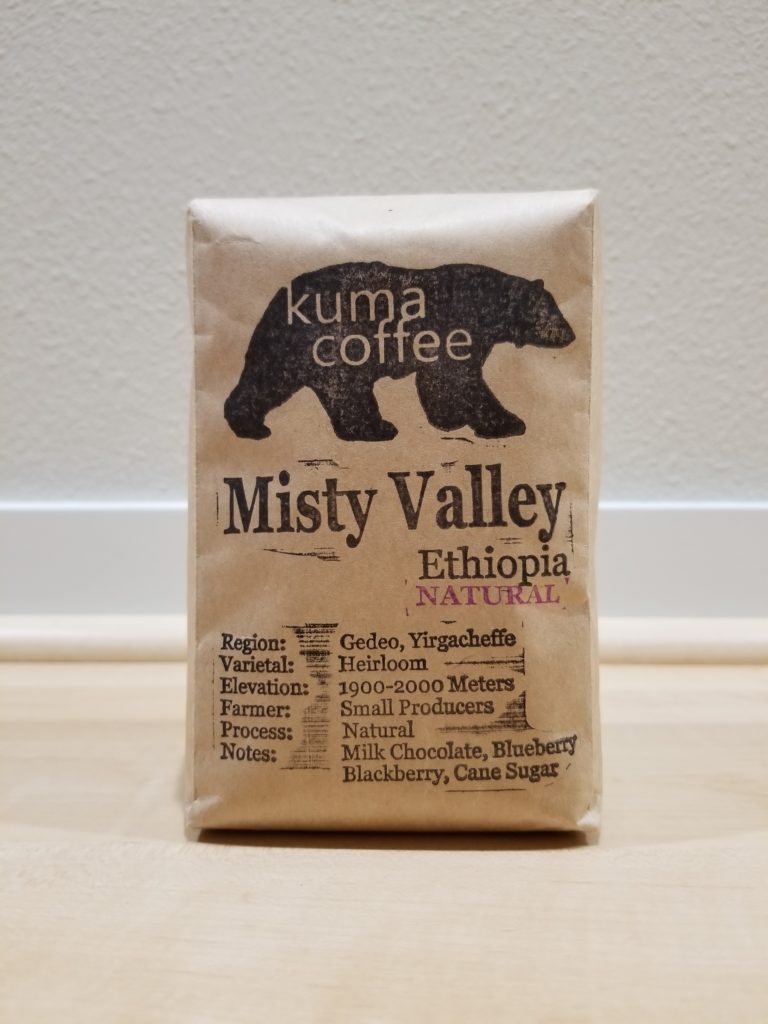 kuma
coffee
Misty Valley
Ethiopia
NATURAL
Region: Gedeo, Yirgacheffe
Varietal: Heirloom
Elevation: 1900-2000 Meters
Farmer: Small Producers
Process: Natural
Notes: Milk Chocolate, Blueberry
Blackberry, Cane Sugar